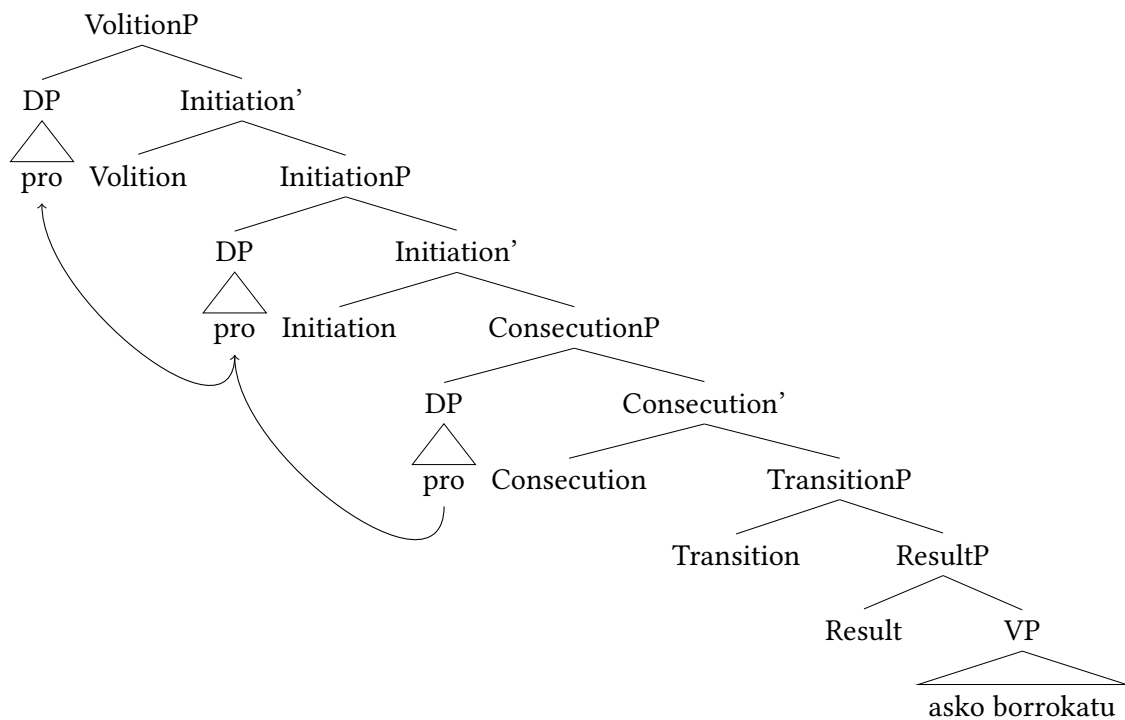 VolitionP
DP Initiation’
pro Volition InitiationP
DP Initiation’
pro Initiation ConsecutionP
DP Consecution’
pro Consecution TransitionP
Transition ResultP
Result VP
asko borrokatu